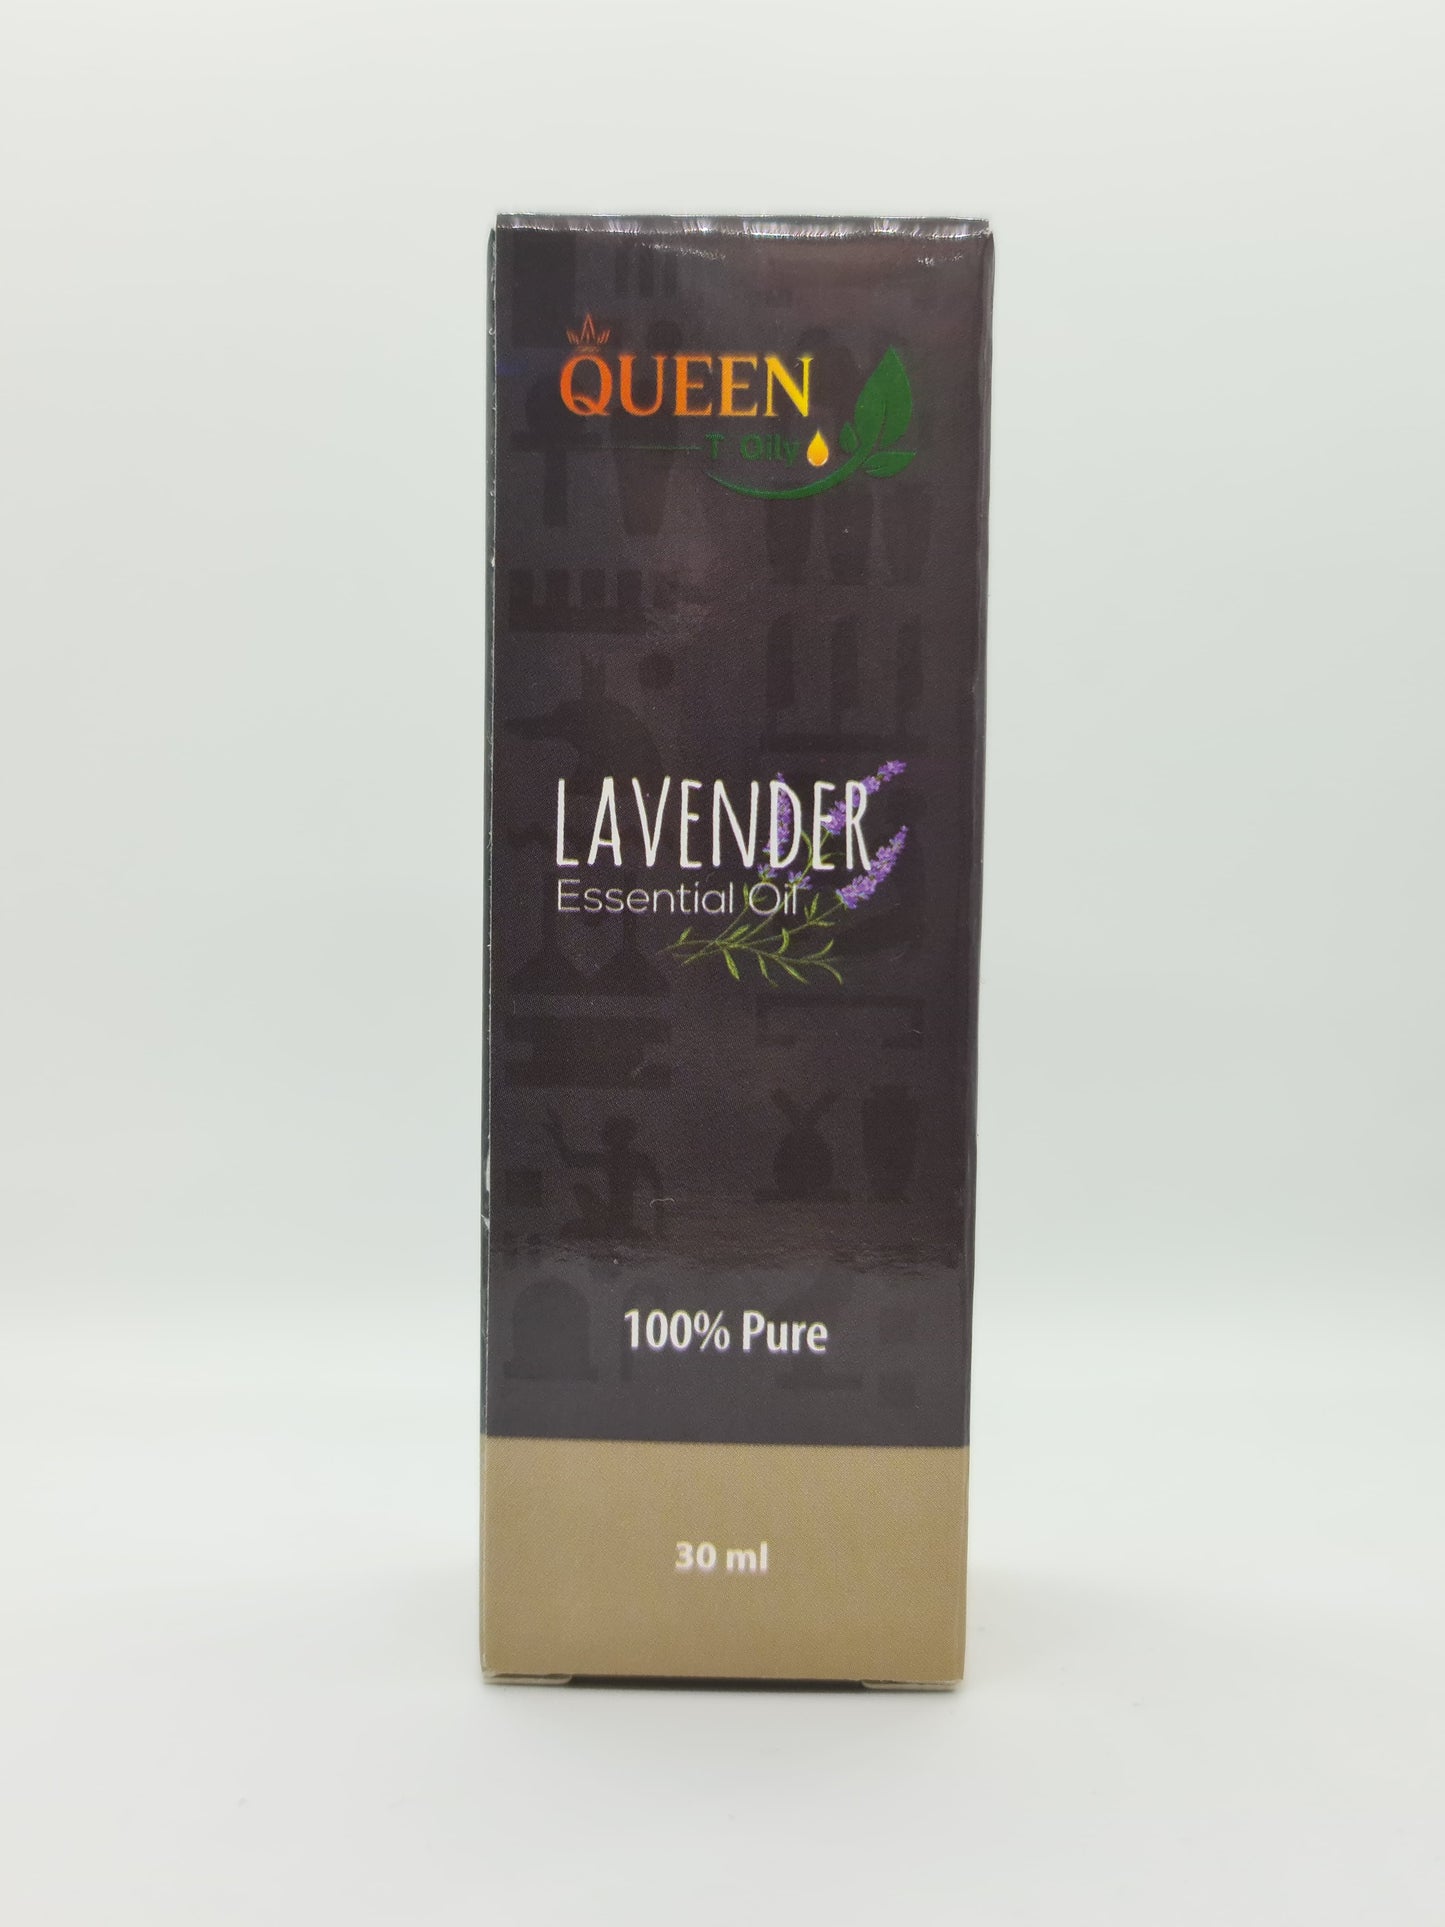 QUEEN
T Oily
LAVENDER
Essential Oil
100% Pure
30 ml